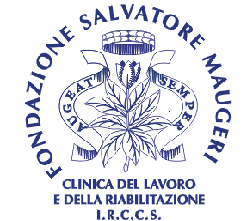 FONDAZIONE SALVATORE MAUGERI
AUGEAT SEMPER
CLINICA DEL LAVORO
E DELLA RIABILITAZIONE
I.R.C.C.S.